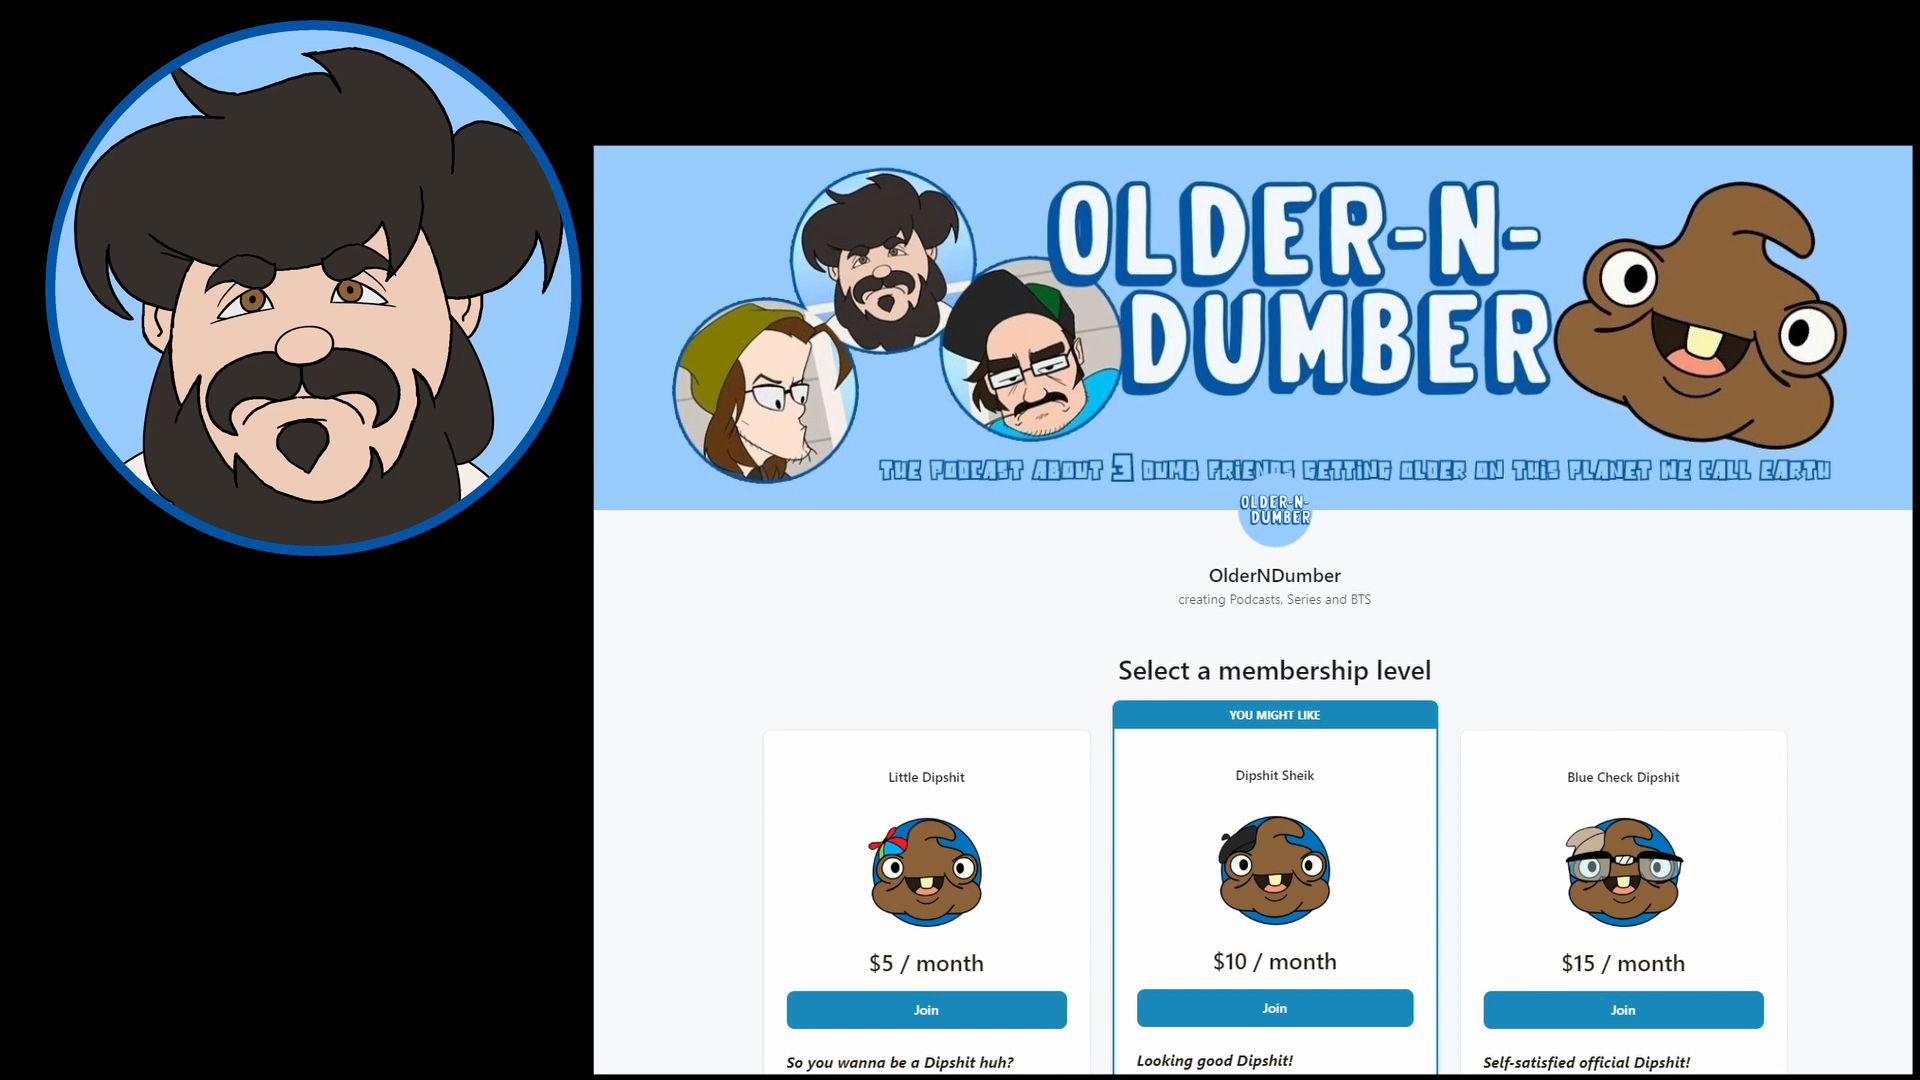 OLDER-N-
DUMBER
THE PODCAST ABOUT 3 DUMB FRIENDS GETTING OLDER ON THIS PLANET WE CALL EARTH
OLDER-N-
DUMBER
OlderNDumber
creating Podcasts, Series and BTS
Select a membership level
YOU MIGHT LIKE
Little Dipshit
Dipshit Sheik
Blue Check Dipshit
$5 / month
$10 / month
$15 / month
Join
Join
Join
So you wanna be a Dipshit huh?
Looking good Dipshit!
Self-satisfied official Dipshit!